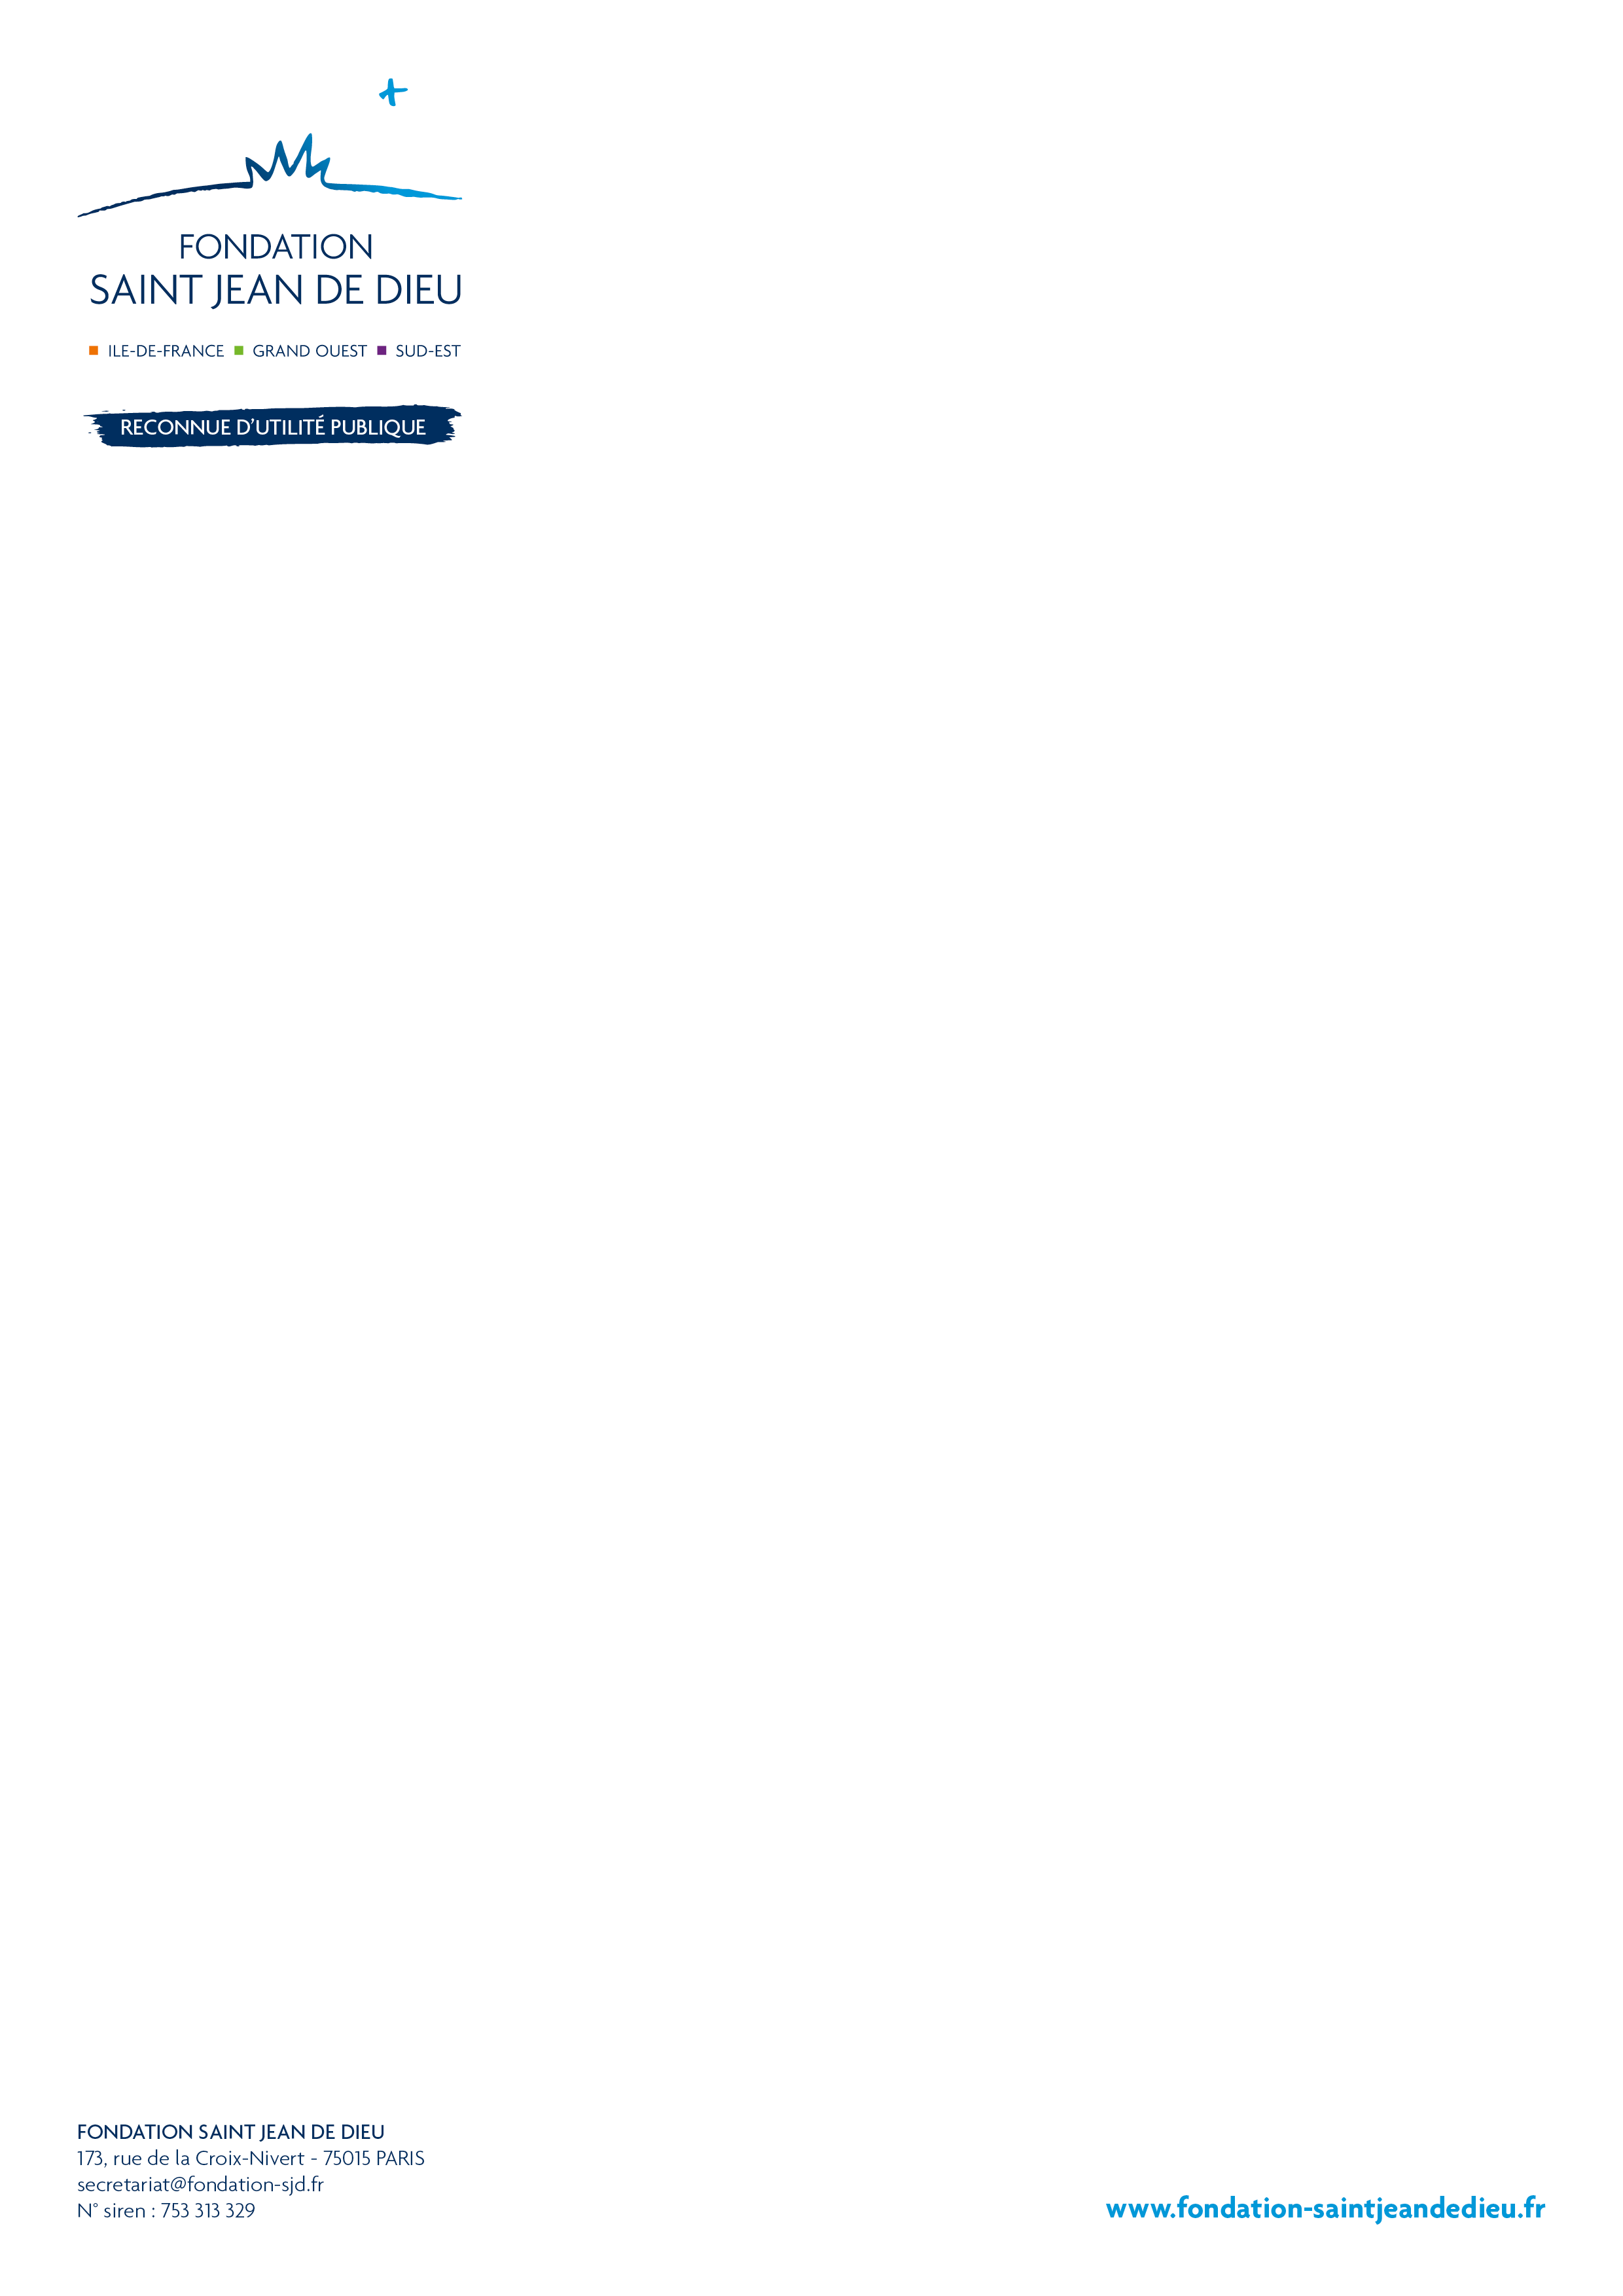 FONDATION
SAINT JEAN DE DIEU
ILE-DE-FRANCE GRAND OUEST SUD-EST
RECONNUE D'UTILITÉ PUBLIQUE
FONDATION SAINT JEAN DE DIEU
173, rue de la Croix-Nivert - 75015 PARIS
secretariat@fondation-sjd.fr
N° siren : 753 313 329
www.fondation-saintjeandedieu.fr